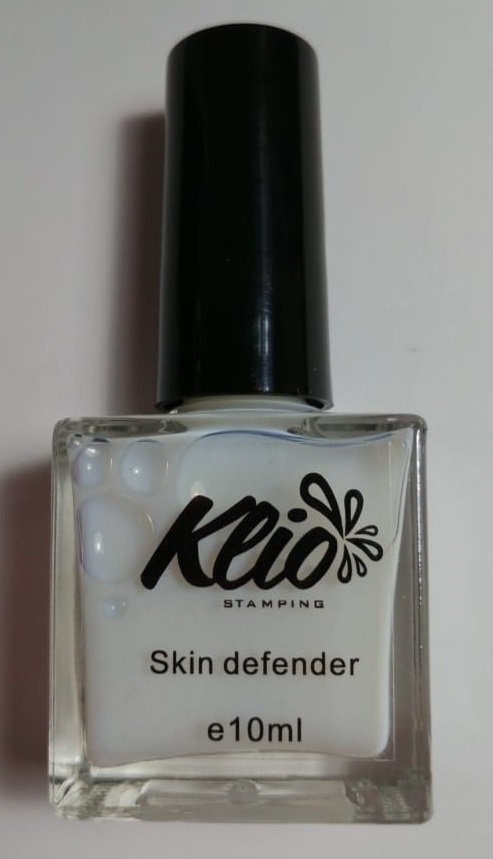 Klio
STAMPING
Skin defender
e10ml